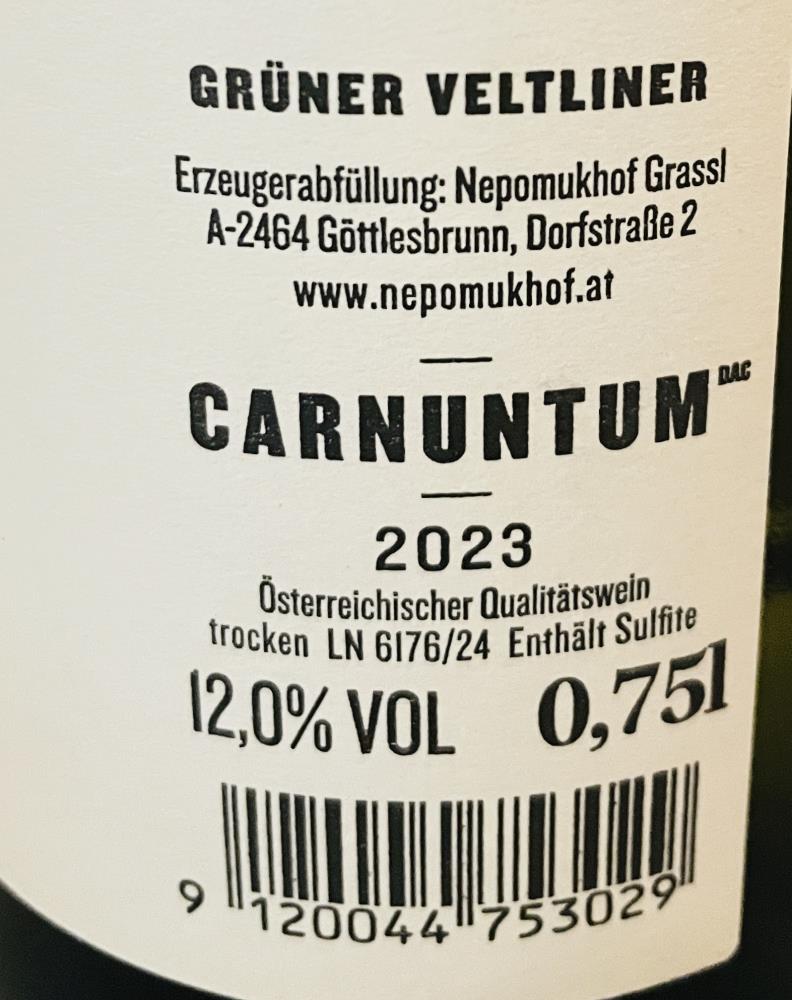 GRÜNER VELTLINER
Erzeugerabfüllung: Nepomukhof Grassl
A-2464 Göttlesbrunn, Dorfstraße 2
www.nepomukhof.at
CARNUNTUM DAC
2023
Österreichischer Qualitätswein
trocken LN 6176/24 Enthält Sulfite
12,0% VOL 0,75l
9 120044 753029